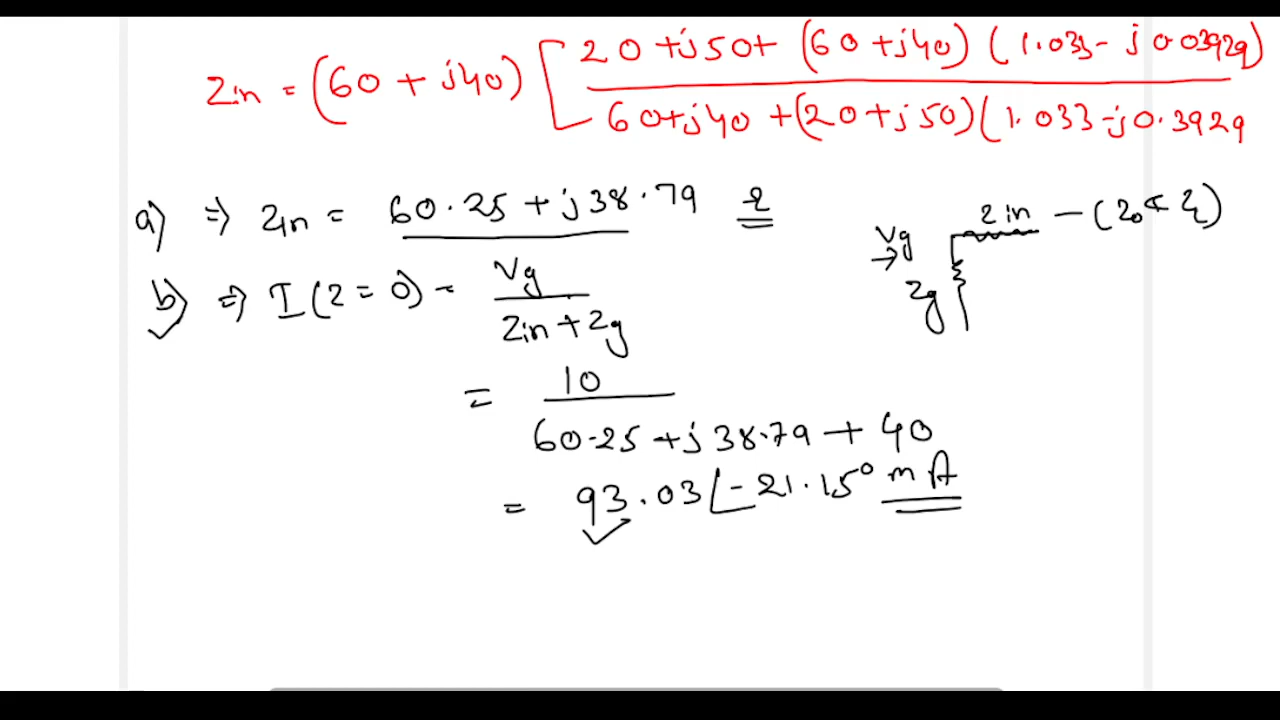 Zin = (60 + j40) [ 20 + j50 + (60 + j40) (1.033 - j0.03929)
60 + j40 + (20 + j50) (1.033 - j0.3929
a) ⇒ Zin = 60.25 + j38.79 Ω
Zin — (Z0 &
Vg
b) ⇒ I(z = 0) = Vg
Zg
Zin + Zg
= 10
60.25 + j38.79 + 40
= 93.03 ∠-21.15° mA